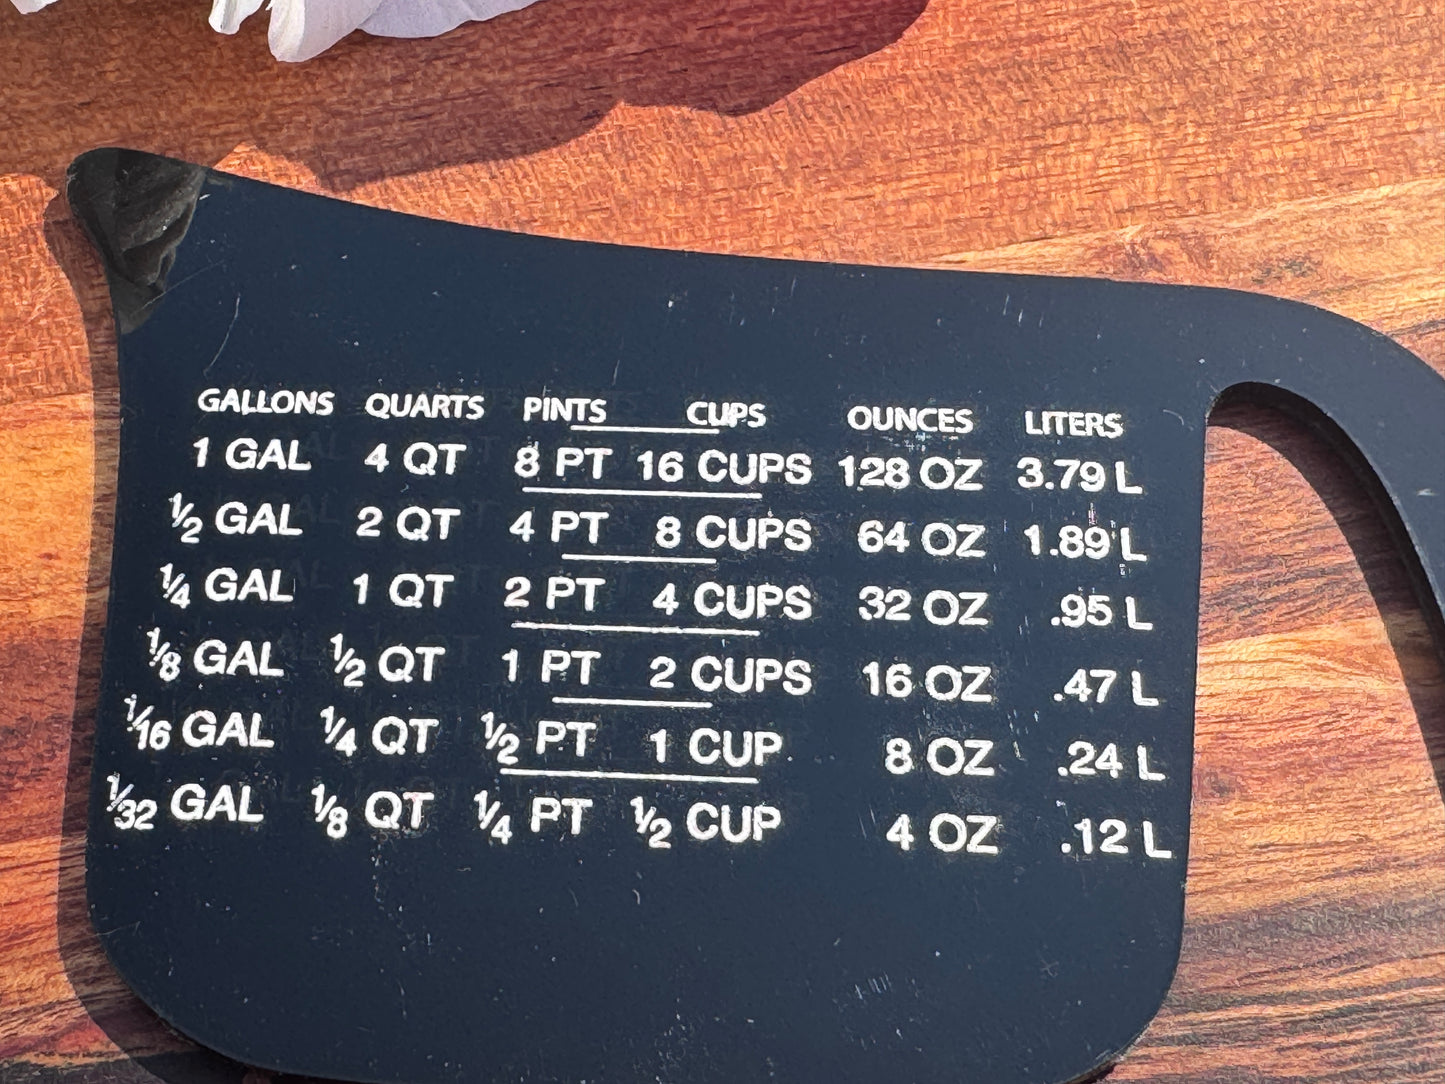 GALLONS QUARTS PINTS CUPS OUNCES LITERS
1 GAL 4 QT 8 PT 16 CUPS 128 OZ 3.79 L
1/2 GAL 2 QT 4 PT 8 CUPS 64 OZ 1.89 L
1/4 GAL 1 QT 2 PT 4 CUPS 32 OZ .95 L
1/8 GAL 1/2 QT 1 PT 2 CUPS 16 OZ .47 L
1/16 GAL 1/4 QT 1/2 PT 1 CUP 8 OZ .24 L
1/32 GAL 1/8 QT 1/4 PT 1/2 CUP 4 OZ .12 L